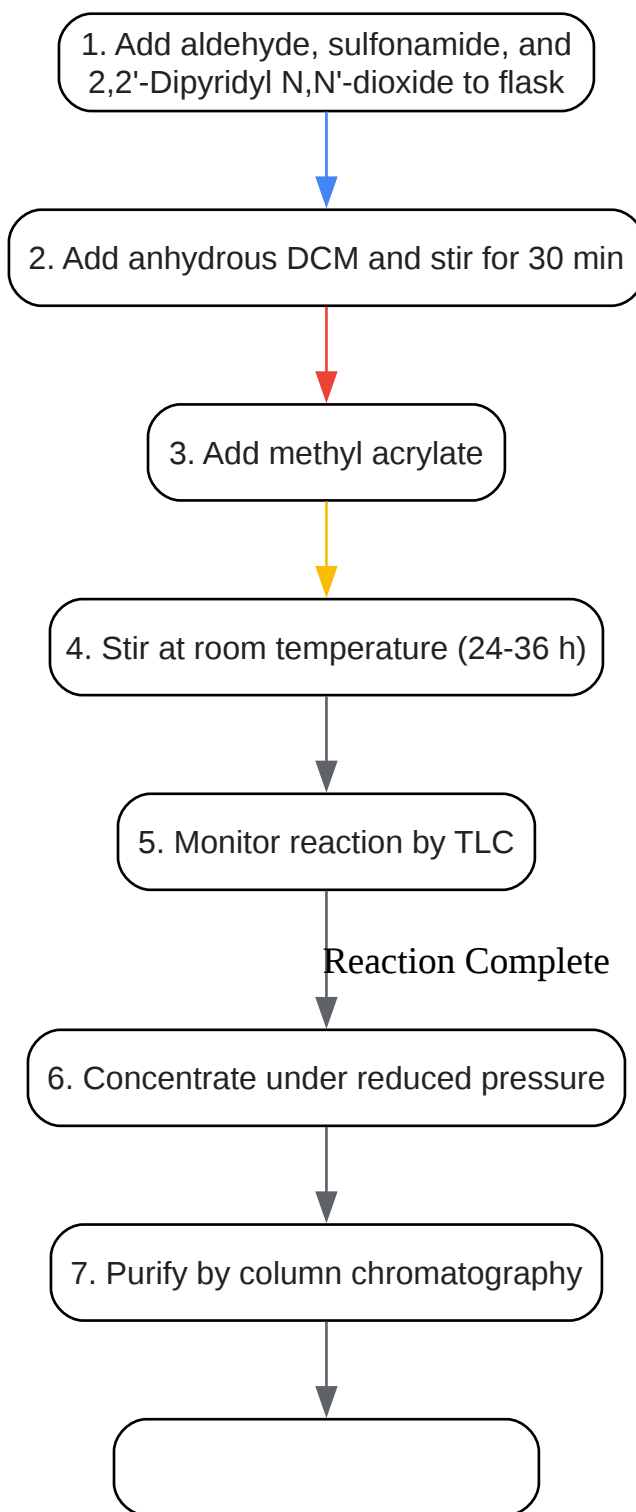 1. Add aldehyde, sulfonamide, and
2,2'-Dipyridyl N,N'-dioxide to flask
2. Add anhydrous DCM and stir for 30 min
3. Add methyl acrylate
4. Stir at room temperature (24-36 h)
5. Monitor reaction by TLC
Reaction Complete
6. Concentrate under reduced pressure
7. Purify by column chromatography